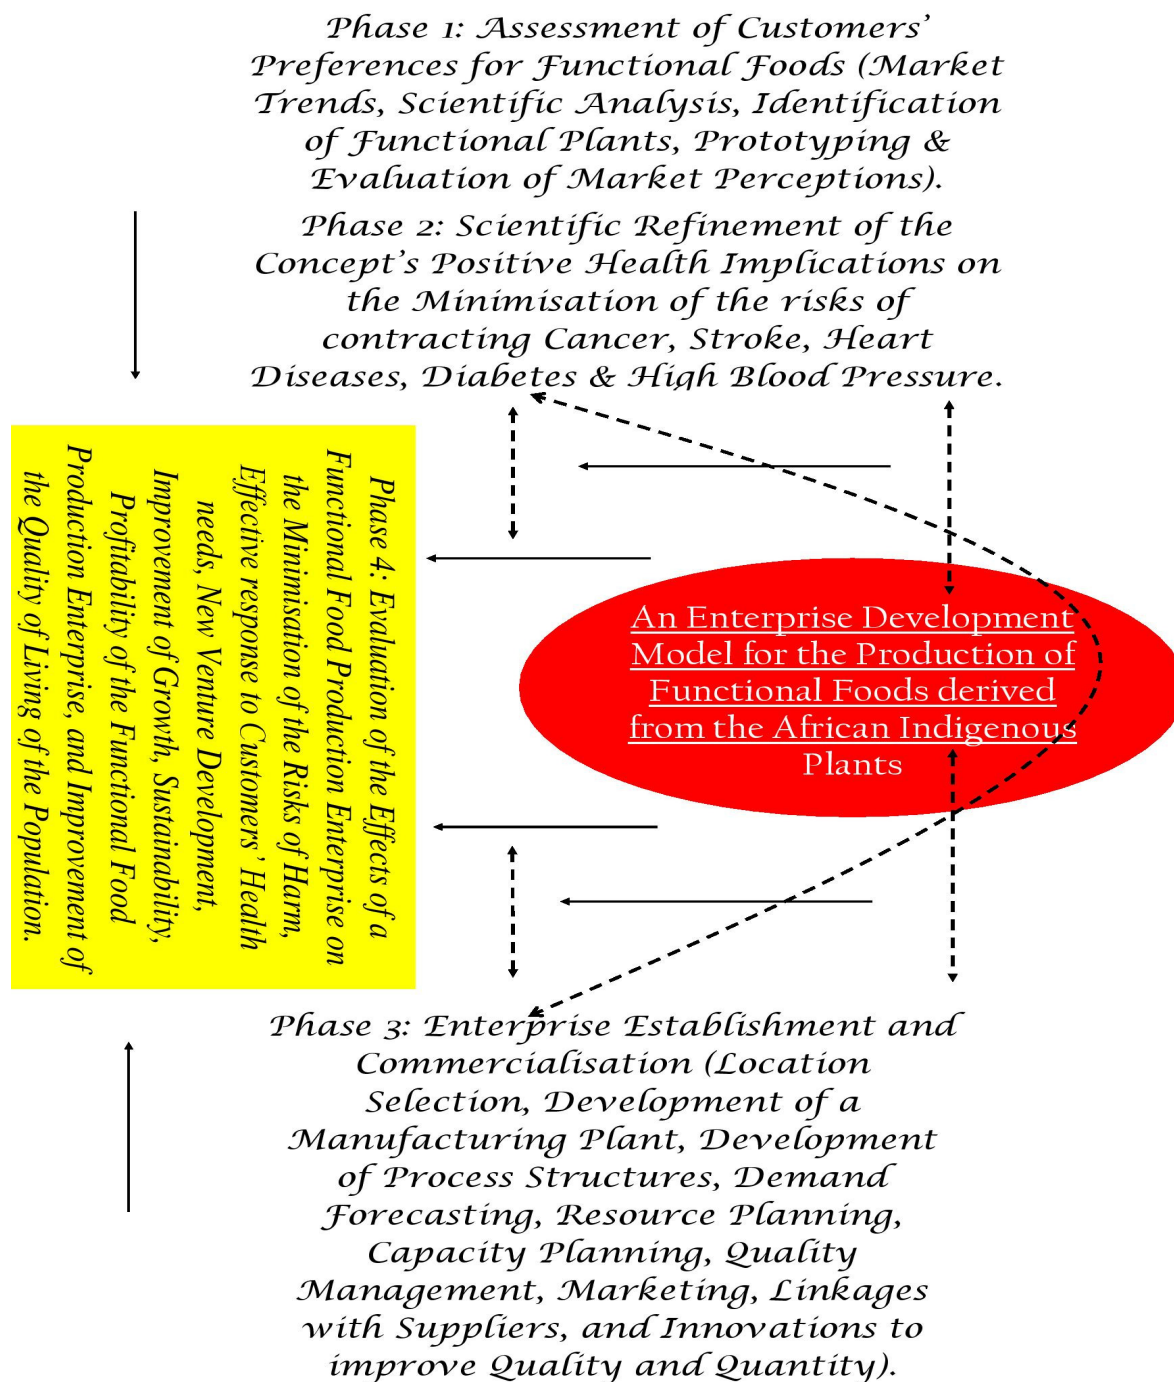 Phase 1: Assessment of Customers’
Preferences for Functional Foods (Market
Trends, Scientific Analysis, Identification
of Functional Plants, Prototyping &
Evaluation of Market Perceptions).
Phase 2: Scientific Refinement of the
Concept’s Positive Health Implications on
the Minimisation of the risks of
contracting Cancer, Stroke, Heart
Diseases, Diabetes & High Blood Pressure.
Phase 4: Evaluation of the Effects of a
Functional Food Production Enterprise on
the Minimisation of the Risks of Harm,
Effective response to Customers’ Health
needs, New Venture Development,
Improvement of Growth, Sustainability,
Profitability of the Functional Food
Production Enterprise, and Improvement of
the Quality of Living of the Population.
An Enterprise Development
Model for the Production of
Functional Foods derived
from the African Indigenous
Plants
Phase 3: Enterprise Establishment and
Commercialisation (Location
Selection, Development of a
Manufacturing Plant, Development
of Process Structures, Demand
Forecasting, Resource Planning,
Capacity Planning, Quality
Management, Marketing, Linkages
with Suppliers, and Innovations to
improve Quality and Quantity).